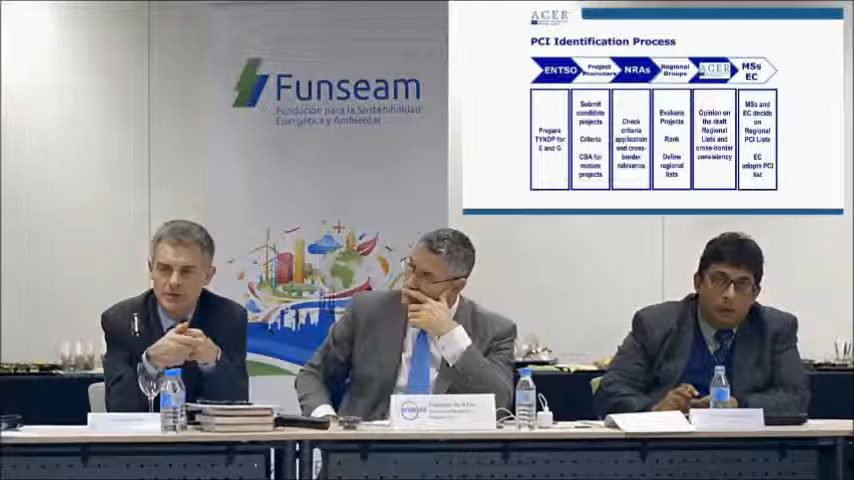 Funseam
Fundación para la Sostenibilidad
Energética y Ambiental
ACER
PCI Identification Process
ENTSO
Project
Promoters
NRAs
Regional
Groups
ACER
MSs
EC
Prepare
TYNDP for
E and G
Submit
candidate
projects
Criteria
CBA for
mature
projects
Check
criteria
application
and cross-
border
relevance
Evaluate
Projects
Rank
Define
regional
lists
Opinion on
the draft
Regional
Lists and
cross-border
consistency
MSs and
EC decide
on
Regional
PCI Lists
EC
adopts PCI
list